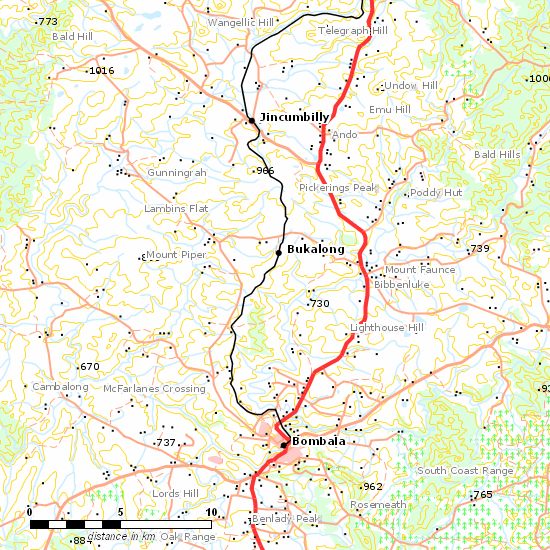 773
Wangellic Hill
Bald Hill
Telegraph Hill
1016
Undow Hill
Emu Hill
Jincumbilly
Ando
Bald Hills
966
Gunningrah
Pickerings Peak
Poddy Hut
Lambins Flat
Bukalong
739
Mount Piper
Mount Faunce
Bibbenluke
730
Lighthouse Hill
670
Cambalong
McFarlanes Crossing
Bombala
737
South Coast Range
962
765
Lords Hill
Rosemeath
0 5 10
Benlady Peak
distance in km
Oak Range
884